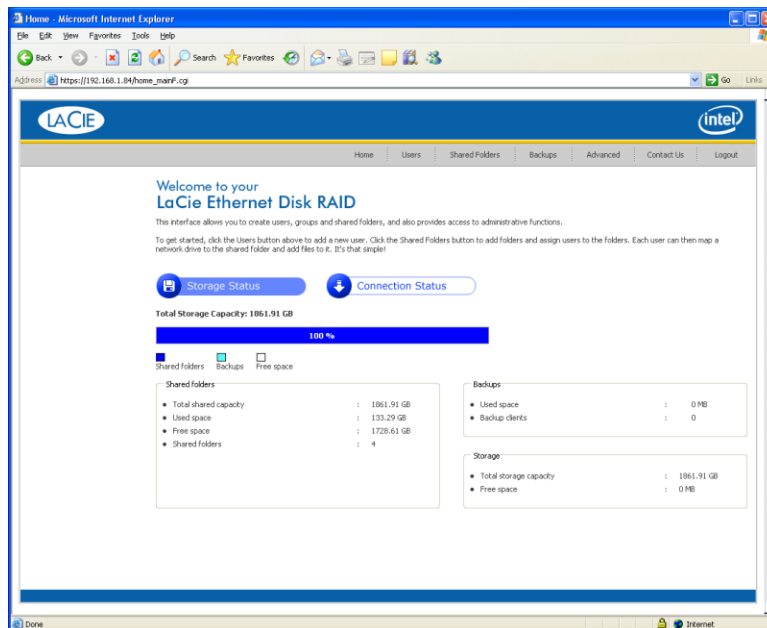 Home - Microsoft Internet Explorer
File Edit View Favorites Tools Help
Back Search Favorites
Address https://192.168.1.84/home_mainF.cgi Go Links
LACIE intel
Home Users Shared Folders Backups Advanced Contact Us Logout
Welcome to your
LaCie Ethernet Disk RAID
This interface allows you to create users, groups and shared folders, and also provides access to administrative functions.
To get started, click the Users button above to add a new user. Click the Shared Folders button to add folders and assign users to the folders. Each user can then map a
network drive to the shared folder and add files to it. It's that simple!
Storage Status Connection Status
Total Storage Capacity: 1861.91 GB
100 %
Shared folders Backups Free space
Shared folders
• Total shared capacity : 1861.91 GB
• Used space : 133.29 GB
• Free space : 1728.61 GB
• Shared folders : 4
Backups
• Used space : 0 MB
• Backup clients : 0
Storage
• Total storage capacity : 1861.91 GB
• Free space : 0 MB
Done Internet